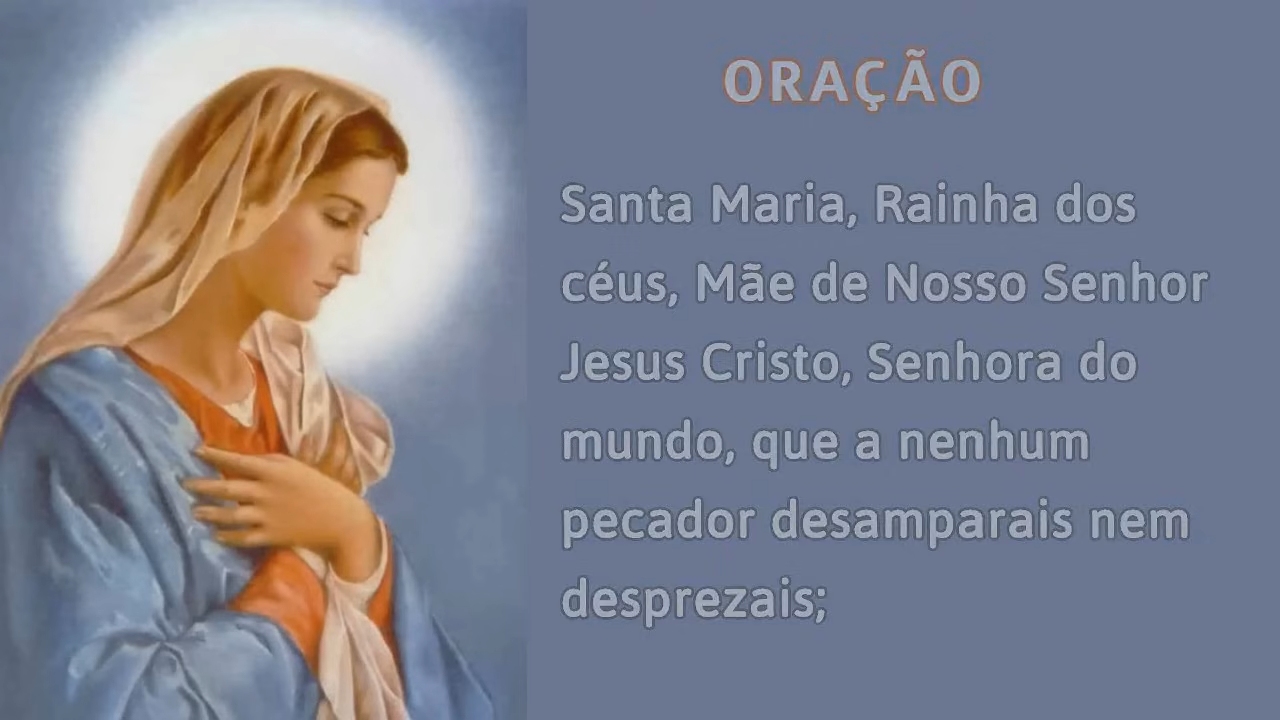 ORAÇÃO
Santa Maria, Rainha dos
céus, Mãe de Nosso Senhor
Jesus Cristo, Senhora do
mundo, que a nenhum
pecador desamparais nem
desprezais;